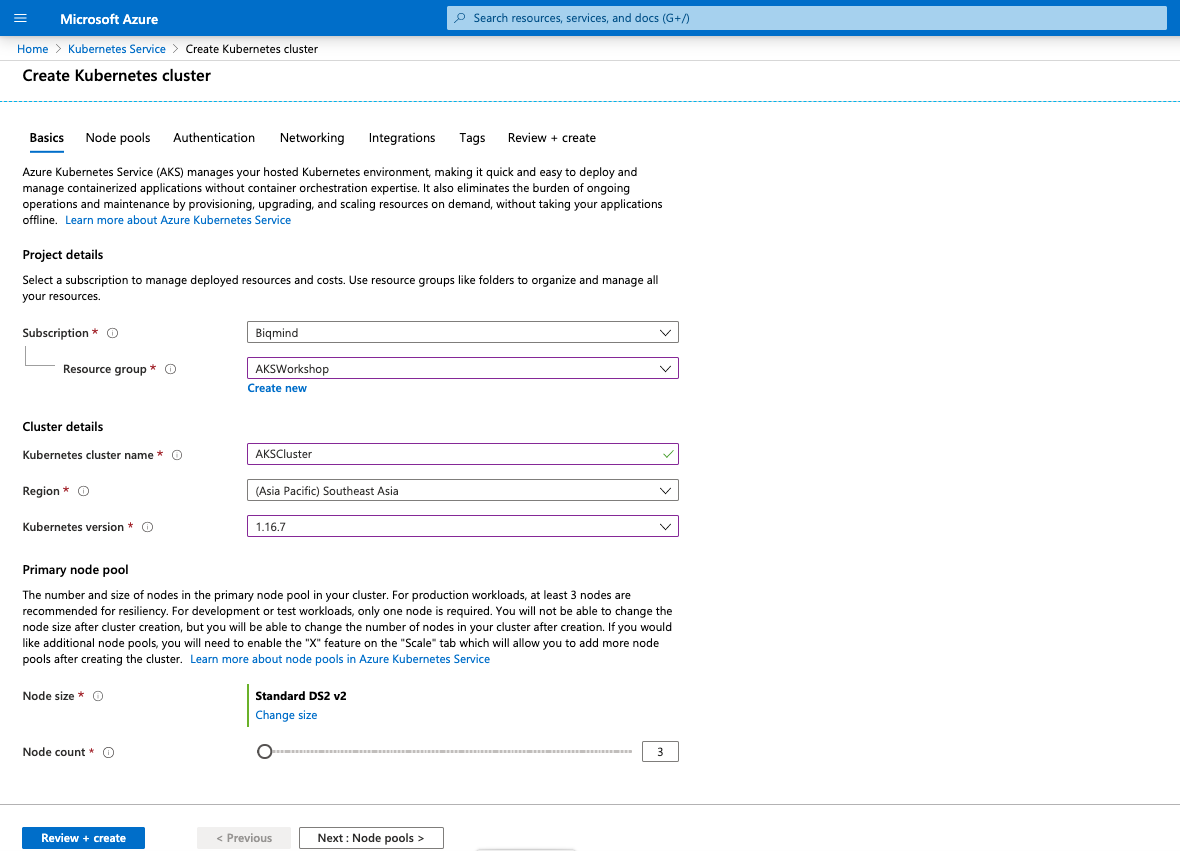 Microsoft Azure
Search resources, services, and docs (G+/)
Home > Kubernetes Service > Create Kubernetes cluster
Create Kubernetes cluster
Basics Node pools Authentication Networking Integrations Tags Review + create
Azure Kubernetes Service (AKS) manages your hosted Kubernetes environment, making it quick and easy to deploy and
manage containerized applications without container orchestration expertise. It also eliminates the burden of ongoing
operations and maintenance by provisioning, upgrading, and scaling resources on demand, without taking your applications
offline. Learn more about Azure Kubernetes Service
Project details
Select a subscription to manage deployed resources and costs. Use resource groups like folders to organize and manage all
your resources.
Subscription * Biqmind
Resource group * AKSWorkshop
Create new
Cluster details
Kubernetes cluster name * AKSCluster
Region * (Asia Pacific) Southeast Asia
Kubernetes version * 1.16.7
Primary node pool
The number and size of nodes in the primary node pool in your cluster. For production workloads, at least 3 nodes are
recommended for resiliency. For development or test workloads, only one node is required. You will not be able to change the
node size after cluster creation, but you will be able to change the number of nodes in your cluster after creation. If you would
like additional node pools, you will need to enable the "X" feature on the "Scale" tab which will allow you to add more node
pools after creating the cluster. Learn more about node pools in Azure Kubernetes Service
Node size * Standard DS2 v2
Change size
Node count * 3
Review + create < Previous Next : Node pools >